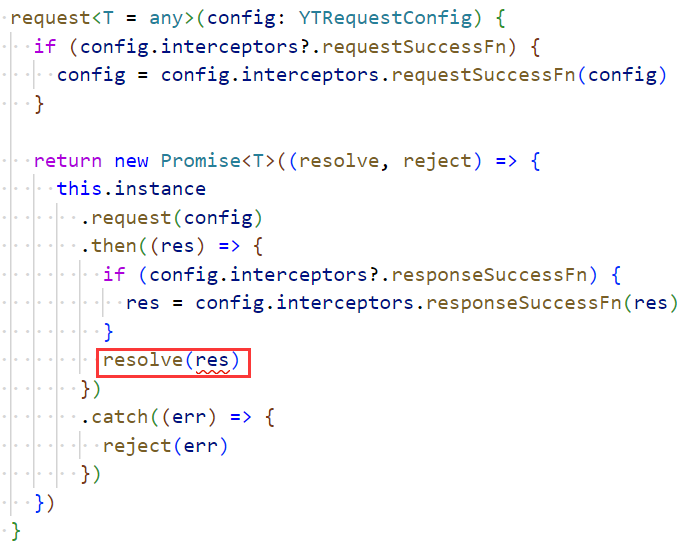 request<T = any>(config: YTRequestConfig) {
if (config.interceptors?.requestSuccessFn) {
config = config.interceptors.requestSuccessFn(config)
}
return new Promise<T>((resolve, reject) => {
this.instance
.request(config)
.then((res) => {
if (config.interceptors?.responseSuccessFn) {
res = config.interceptors.responseSuccessFn(res)
}
resolve(res)
})
.catch((err) => {
reject(err)
})
})
}